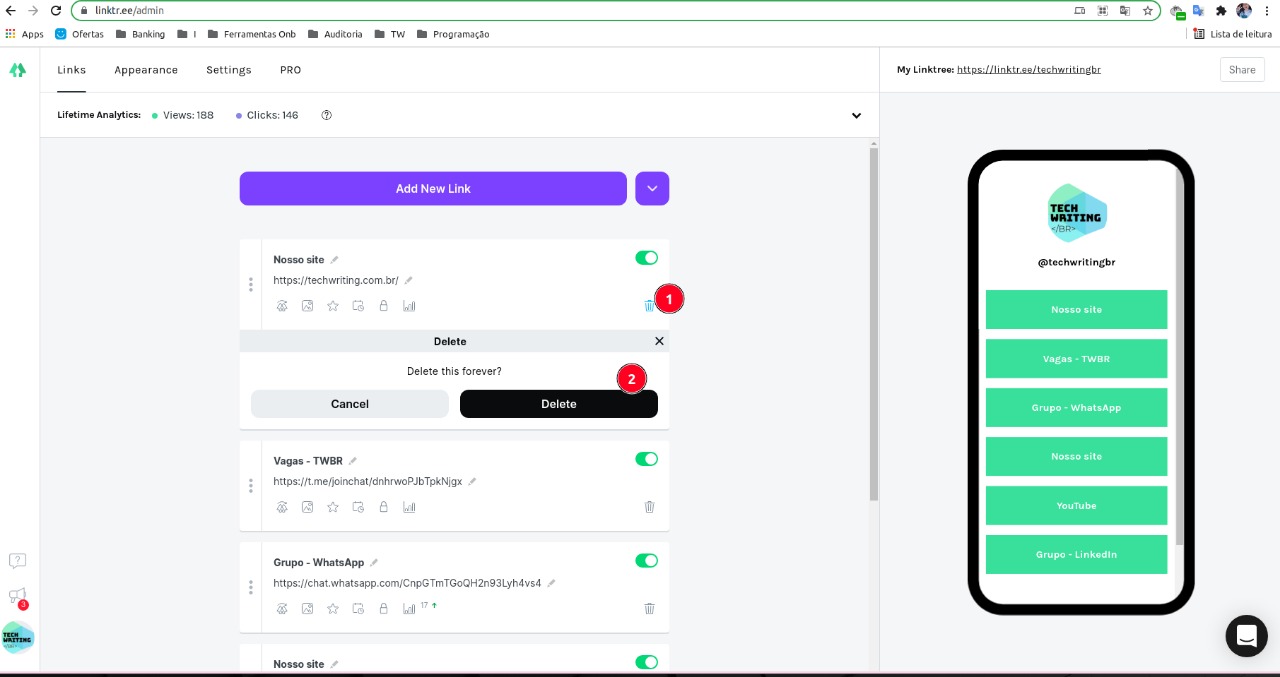 linktr.ee/admin
Apps Ofertas Banking I Ferramentas Onb Auditoria TW Programação Lista de leitura
Links Appearance Settings PRO
My Linktree: https://linktr.ee/techwritingbr Share
Lifetime Analytics: Views: 188 Clicks: 146
Add New Link
Nosso site
https://techwriting.com.br/
1
Delete
Delete this forever?
2
Cancel Delete
Vagas - TWBR
https://t.me/joinchat/dnhrwoPJbTpkNjgx
Grupo - WhatsApp
https://chat.whatsapp.com/CnpGTmTGoQH2n93Lyh4vs4
17
Nosso site
3
TECH
WRITING
TECH
WRITING
</BR>
@techwritingbr
Nosso site
Vagas - TWBR
Grupo - WhatsApp
Nosso site
YouTube
Grupo - LinkedIn